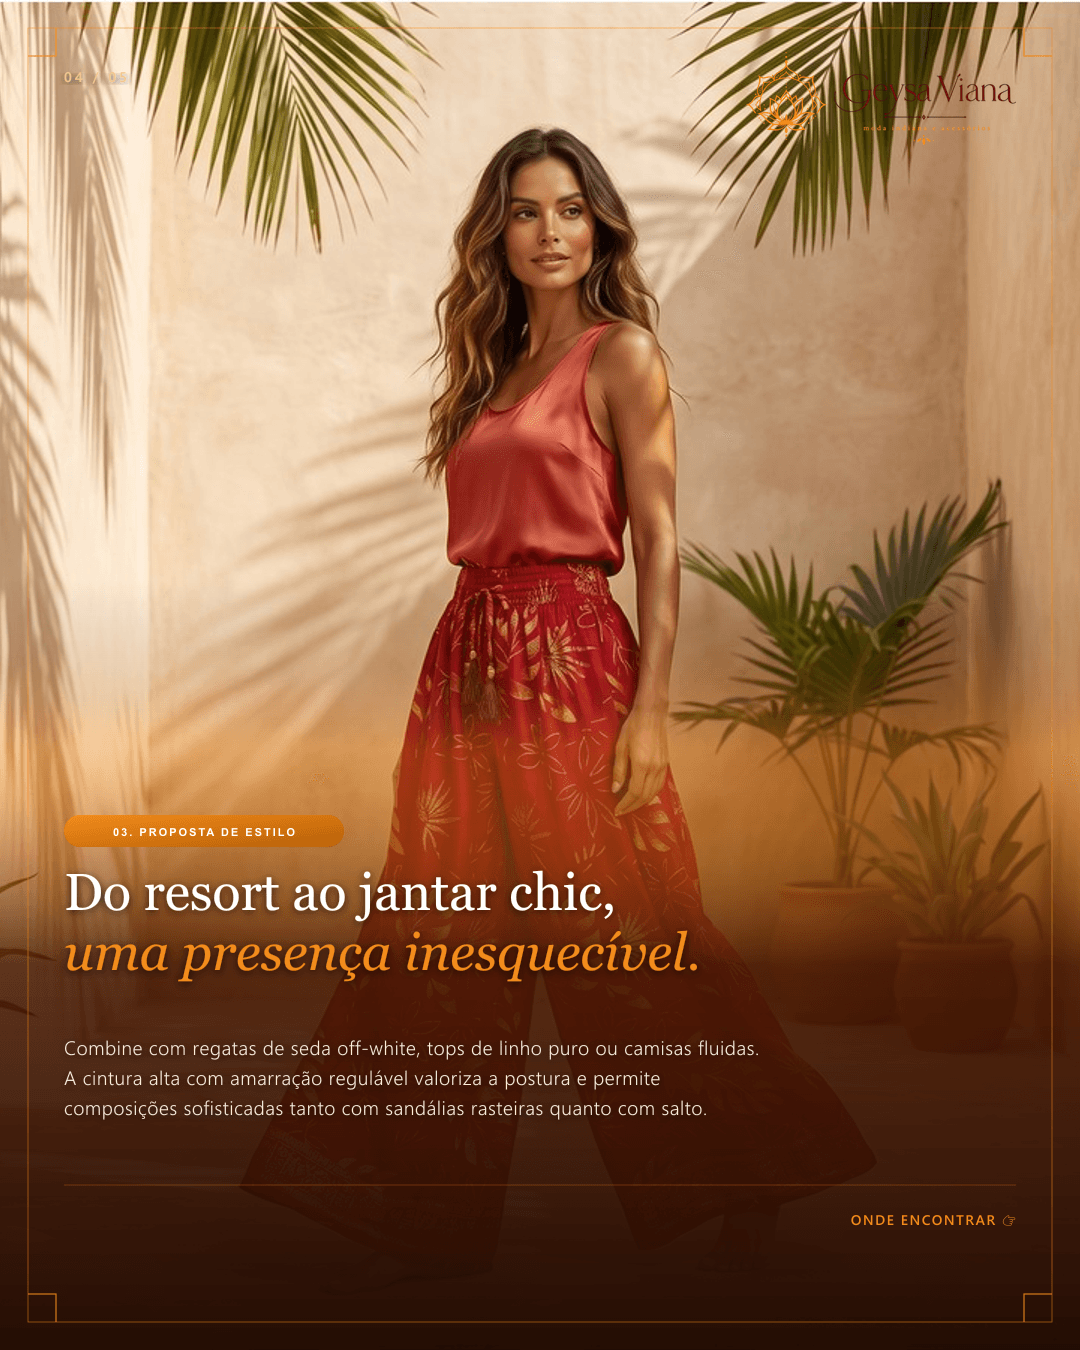 04 / 05
Geysa Viana
03. PROPOSTA DE ESTILO
Do resort ao jantar chic,
uma presença inesquecível.
Combine com regatas de seda off-white, tops de linho puro ou camisas fluidas.
A cintura alta com amarração regulável valoriza a postura e permite
composições sofisticadas tanto com sandálias rasteiras quanto com salto.
ONDE ENCONTRAR 👉